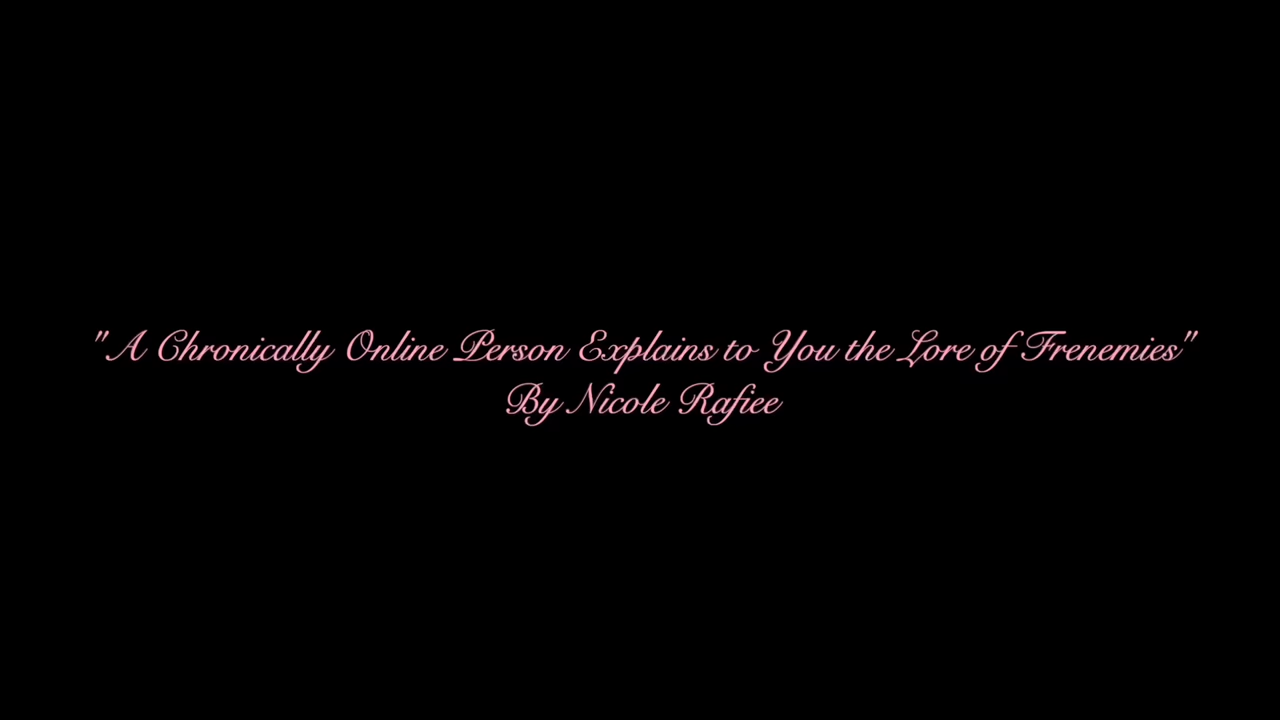 "A Chronically Online Person Explains to You the Lore of Frenemies"
By Nicole Rafiee